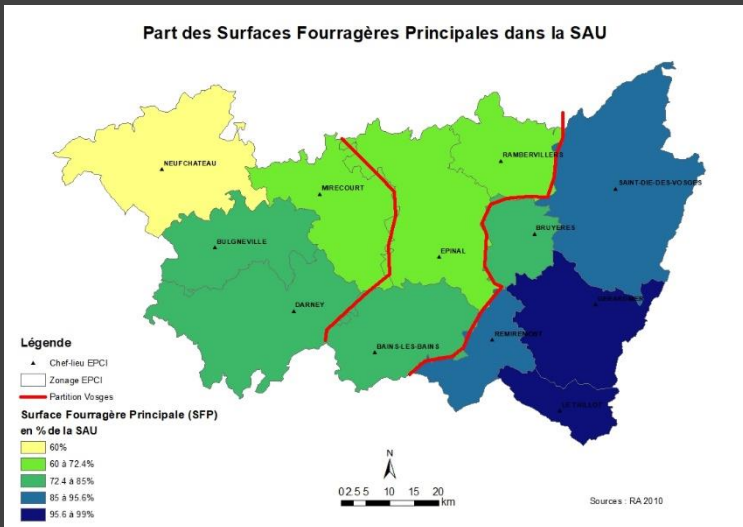 Part des Surfaces Fourragères Principales dans la SAU
NEUFCHATEAU
RAMBERVILLERS
MIRECOURT
SAINT-DIE-DES-VOSGES
BRUYERES
BULGNEVILLE
EPINAL
DARNEY
GERARDMER
REMIREMONT
BAINS-LES-BAINS
LE THILLOT
Légende
Chef-lieu EPCI
Zonage EPCI
Partition Vosges
Surface Fourragère Principale (SFP)
en % de la SAU
60%
60 à 72.4%
72.4 à 85%
85 à 95.6%
95.6 à 99%
N
0 2.5 5 10 15 20
km
Sources : RA 2010